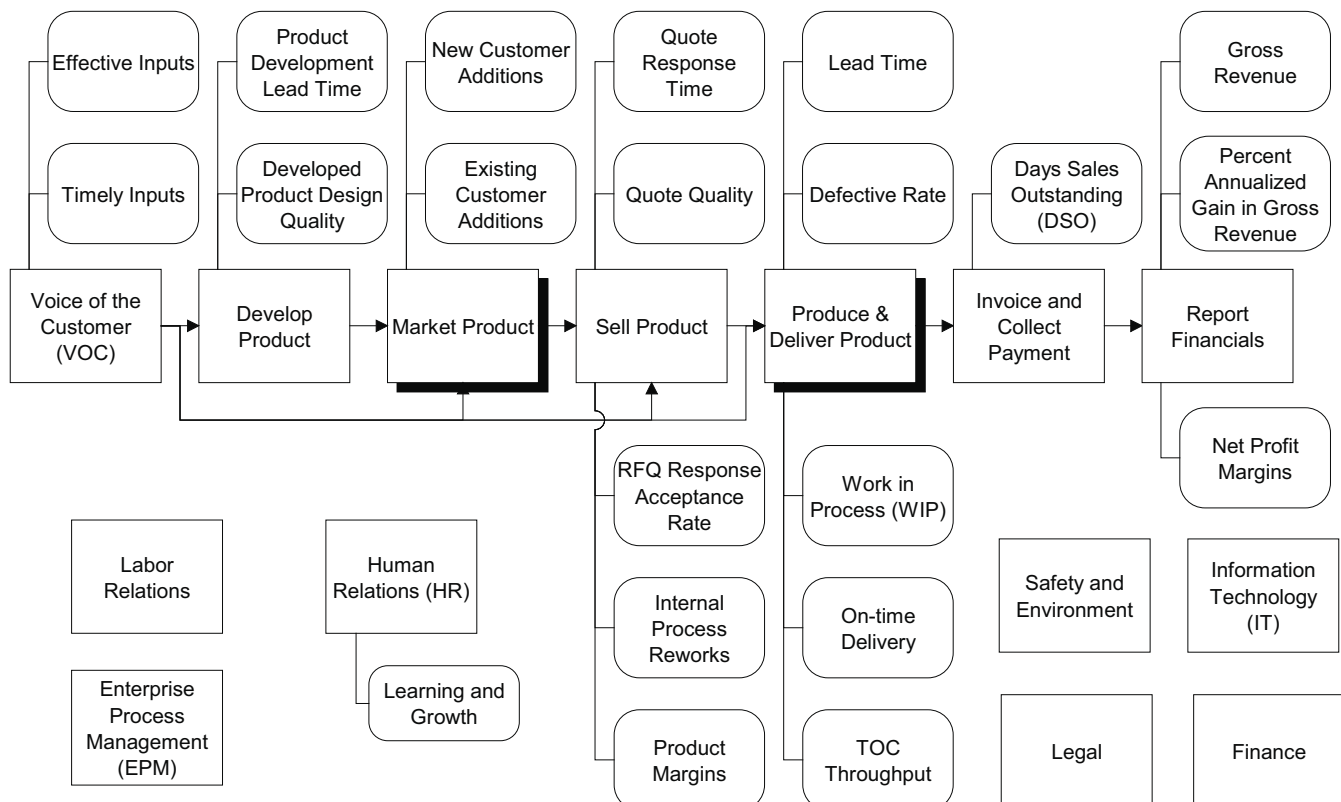 Effective Inputs
Product
Development
Lead Time
New Customer
Additions
Quote
Response
Time
Lead Time
Gross
Revenue
Timely Inputs
Developed
Product Design
Quality
Existing
Customer
Additions
Quote Quality
Defective Rate
Days Sales
Outstanding
(DSO)
Percent
Annualized
Gain in Gross
Revenue
Voice of the
Customer
(VOC)
Develop
Product
Market Product
Sell Product
Produce &
Deliver Product
Invoice and
Collect
Payment
Report
Financials
RFQ Response
Acceptance
Rate
Work in
Process (WIP)
Net Profit
Margins
Labor
Relations
Human
Relations (HR)
Internal
Process
Reworks
On-time
Delivery
Safety and
Environment
Information
Technology
(IT)
Enterprise
Process
Management
(EPM)
Learning and
Growth
Product
Margins
TOC
Throughput
Legal
Finance